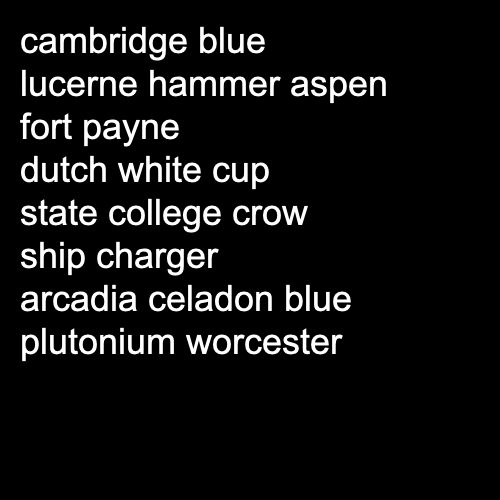 cambridge blue
lucerne hammer aspen
fort payne
dutch white cup
state college crow
ship charger
arcadia celadon blue
plutonium worcester